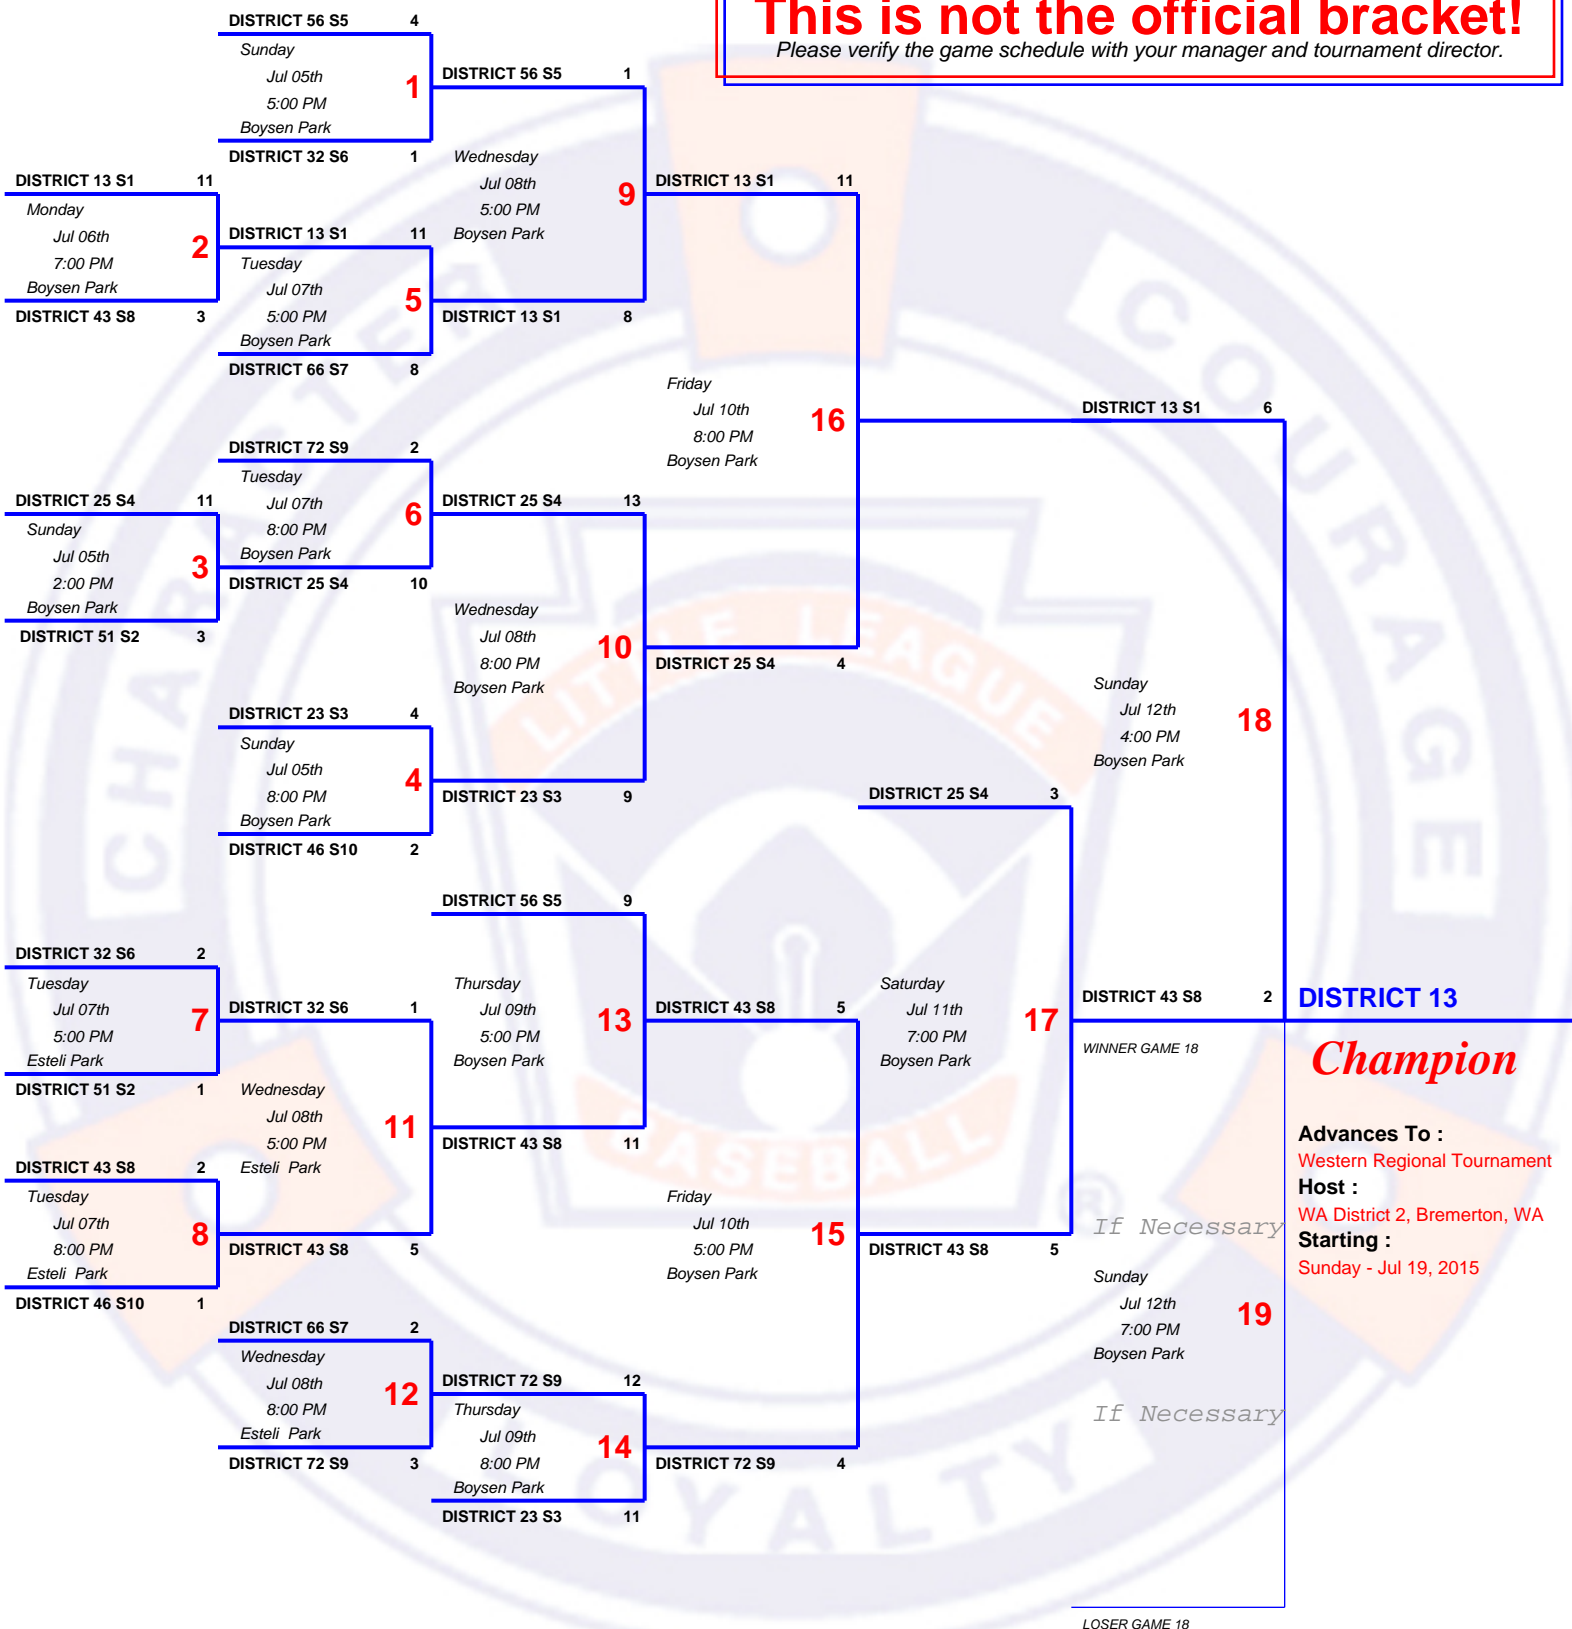 This is not the official bracket!
Please verify the game schedule with your manager and tournament director.
DISTRICT 56 S5 4
Sunday
Jul 05th
5:00 PM
Boysen Park
1
DISTRICT 32 S6 1
DISTRICT 13 S1 11
Monday
Jul 06th
7:00 PM
Boysen Park
2
DISTRICT 43 S8 3
DISTRICT 13 S1 11
Tuesday
Jul 07th
5:00 PM
Boysen Park
5
DISTRICT 66 S7 8
DISTRICT 56 S5 1
Wednesday
Jul 08th
5:00 PM
Boysen Park
9
DISTRICT 13 S1 8
DISTRICT 25 S4 11
Sunday
Jul 05th
2:00 PM
Boysen Park
3
DISTRICT 51 S2 3
DISTRICT 72 S9 2
Tuesday
Jul 07th
8:00 PM
Boysen Park
6
DISTRICT 25 S4 10
DISTRICT 23 S3 4
Sunday
Jul 05th
8:00 PM
Boysen Park
4
DISTRICT 46 S10 2
DISTRICT 25 S4 13
Wednesday
Jul 08th
8:00 PM
Boysen Park
10
DISTRICT 23 S3 9
DISTRICT 13 S1 11
Friday
Jul 10th
8:00 PM
Boysen Park
16
DISTRICT 25 S4 4
DISTRICT 32 S6 2
Tuesday
Jul 07th
5:00 PM
Esteli Park
7
DISTRICT 51 S2 1
DISTRICT 43 S8 2
Tuesday
Jul 07th
8:00 PM
Esteli Park
8
DISTRICT 46 S10 1
DISTRICT 32 S6 1
Wednesday
Jul 08th
5:00 PM
Esteli Park
11
DISTRICT 43 S8 5
DISTRICT 66 S7 2
Wednesday
Jul 08th
8:00 PM
Esteli Park
12
DISTRICT 72 S9 3
DISTRICT 56 S5 9
Thursday
Jul 09th
5:00 PM
Boysen Park
13
DISTRICT 43 S8 11
DISTRICT 72 S9 12
Thursday
Jul 09th
8:00 PM
Boysen Park
14
DISTRICT 23 S3 11
DISTRICT 43 S8 5
Friday
Jul 10th
5:00 PM
Boysen Park
15
DISTRICT 72 S9 4
DISTRICT 25 S4 3
Saturday
Jul 11th
7:00 PM
Boysen Park
17
DISTRICT 43 S8 5
DISTRICT 13 S1 6
Sunday
Jul 12th
4:00 PM
Boysen Park
18
DISTRICT 43 S8 2
WINNER GAME 18
If Necessary
Sunday
Jul 12th
7:00 PM
Boysen Park
19
If Necessary
LOSER GAME 18
DISTRICT 13
Champion
Advances To :
Western Regional Tournament
Host :
WA District 2, Bremerton, WA
Starting :
Sunday - Jul 19, 2015
CHARACTER
COURAGE
LOYALTY
LITTLE LEAGUE
BASEBALL
®